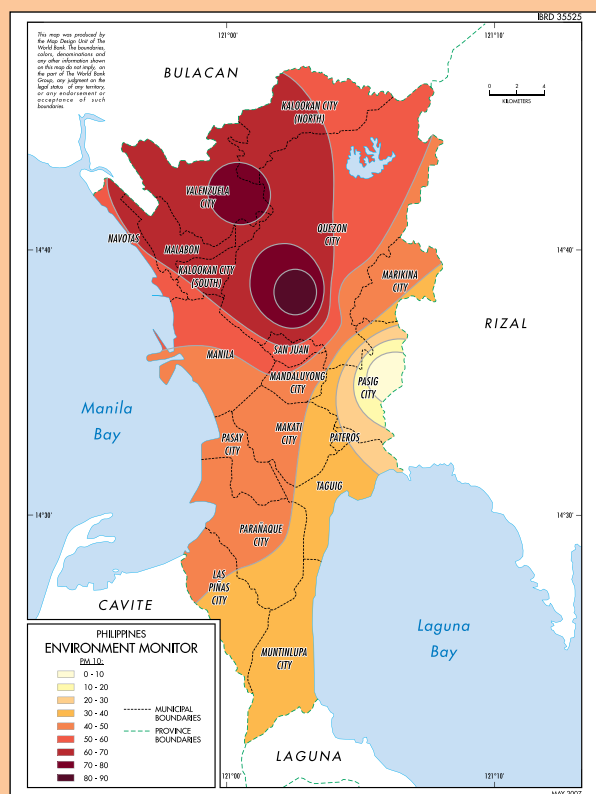 IBRD 35525
121°00'
121°10'
This map was produced by
the Map Design Unit of The
World Bank. The boundaries,
colors, denominations and
any other information shown
on this map do not imply, on
the part of The World Bank
Group, any judgment on the
legal status of any territory,
or any endorsement or
acceptance of such
boundaries.
BULACAN
0 2 4
KILOMETERS
KALOOKAN CITY
(NORTH)
VALENZUELA
CITY
QUEZON
CITY
NAVOTAS
MALABON
14°40'
14°40'
KALOOKAN CITY
(SOUTH)
MARIKINA
CITY
RIZAL
SAN JUAN
MANILA
MANDALUYONG
CITY
PASIG
CITY
Manila
Bay
MAKATI
CITY
PASAY
CITY
PATEROS
TAGUIG
14°30'
14°30'
PARAÑAQUE
CITY
LAS
PIÑAS
CITY
CAVITE
Laguna
Bay
MUNTINLUPA
CITY
PHILIPPINES
ENVIRONMENT MONITOR
PM 10:
0 - 10
10 - 20
20 - 30
30 - 40
40 - 50
50 - 60
60 - 70
70 - 80
80 - 90
MUNICIPAL
BOUNDARIES
PROVINCE
BOUNDARIES
LAGUNA
121°00'
121°10'
MAY 2007